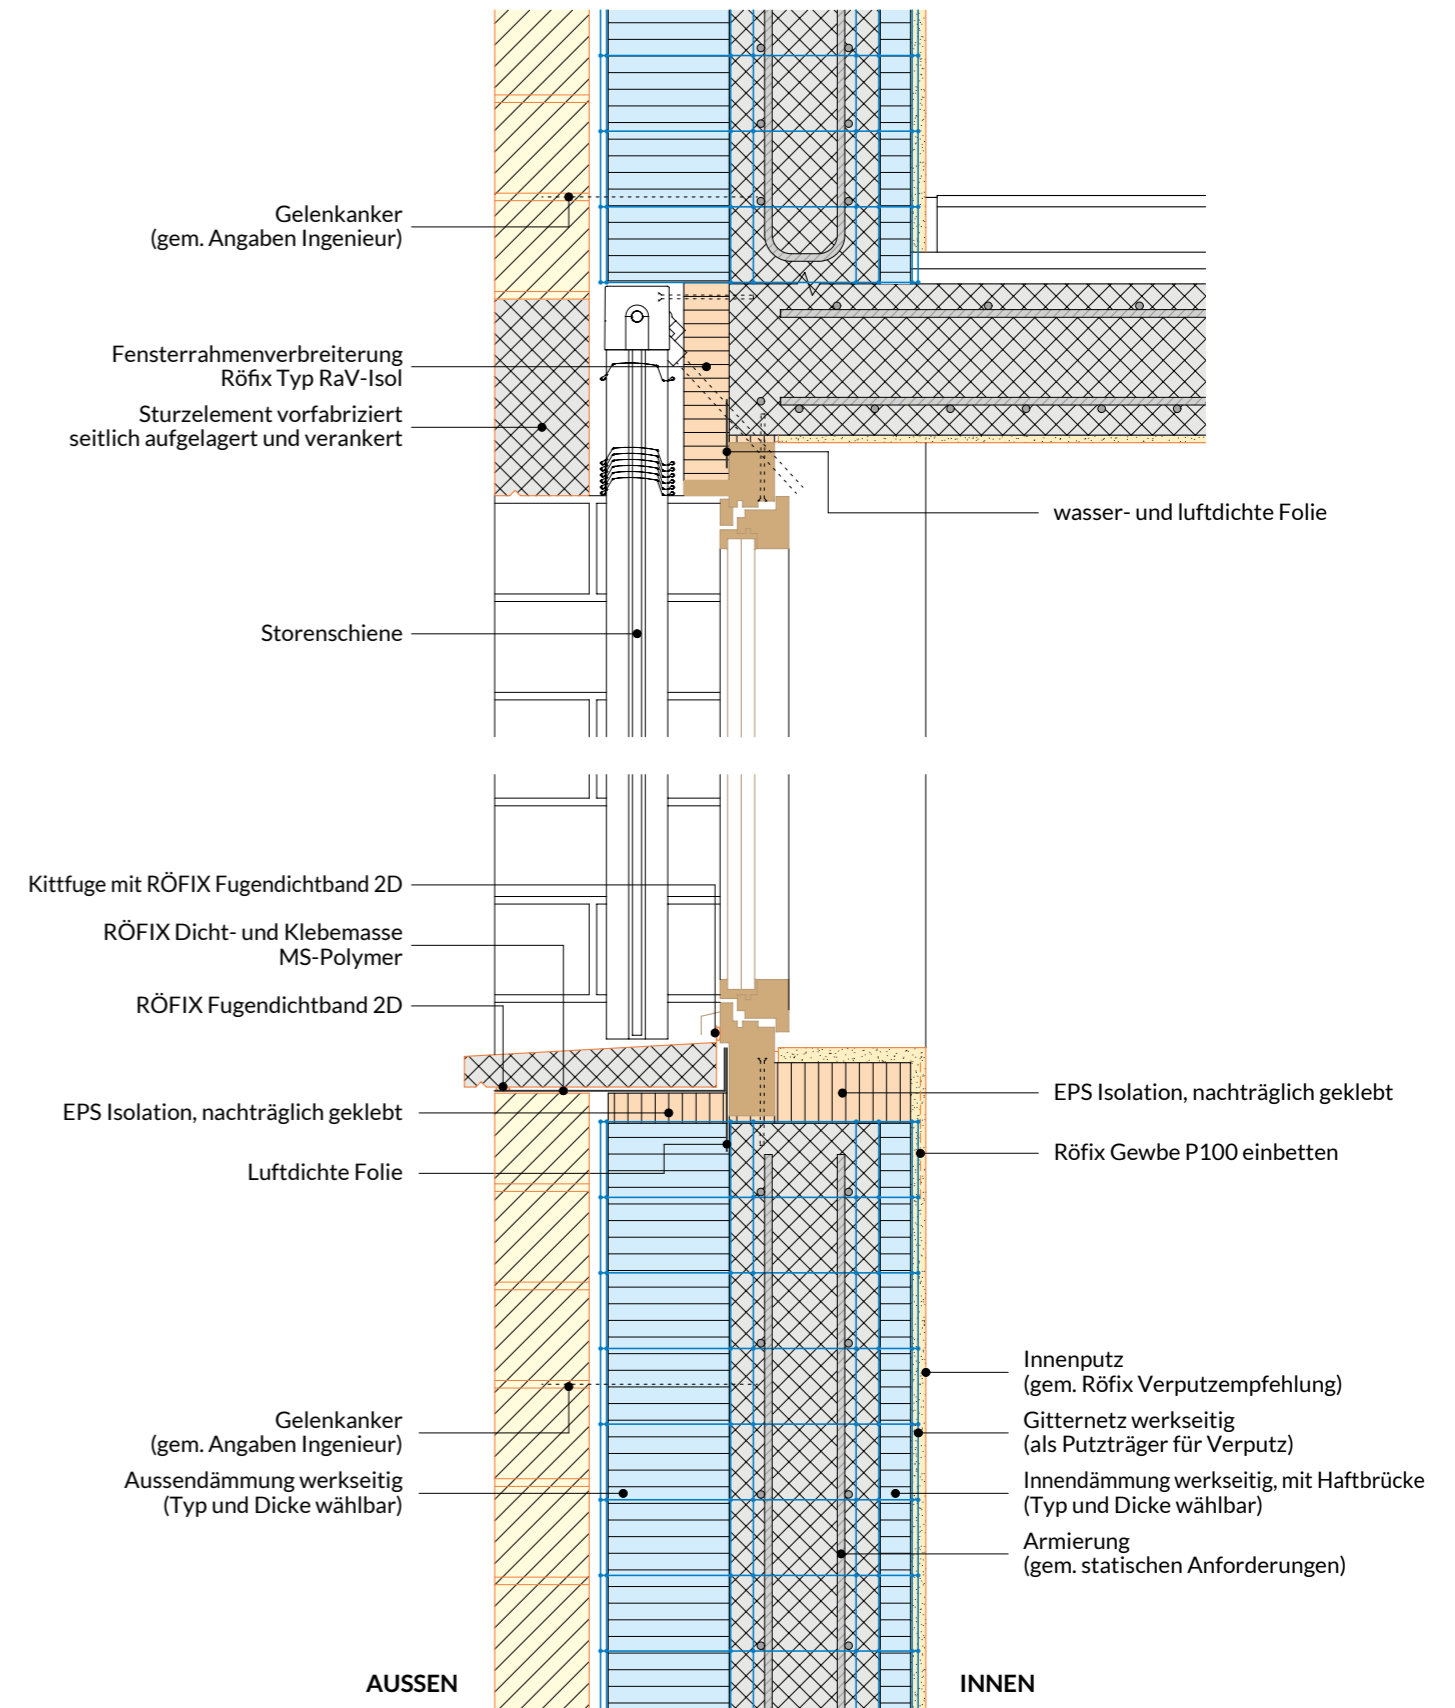 Gelenkanker
(gem. Angaben Ingenieur)
Fensterrahmenverbreiterung
Röfix Typ RaV-Isol
Sturzelement vorfabriziert
seitlich aufgelagert und verankert
wasser- und luftdichte Folie
Storenschiene
Kittfuge mit RÖFIX Fugendichtband 2D
RÖFIX Dicht- und Klebemasse
MS-Polymer
RÖFIX Fugendichtband 2D
EPS Isolation, nachträglich geklebt
Luftdichte Folie
EPS Isolation, nachträglich geklebt
Röfix Gewbe P100 einbetten
Gelenkanker
(gem. Angaben Ingenieur)
Aussendämmung werkseitig
(Typ und Dicke wählbar)
Innenputz
(gem. Röfix Verputzempfehlung)
Gitternetz werkseitig
(als Putzträger für Verputz)
Innendämmung werkseitig, mit Haftbrücke
(Typ und Dicke wählbar)
Armierung
(gem. statischen Anforderungen)
AUSSEN
INNEN